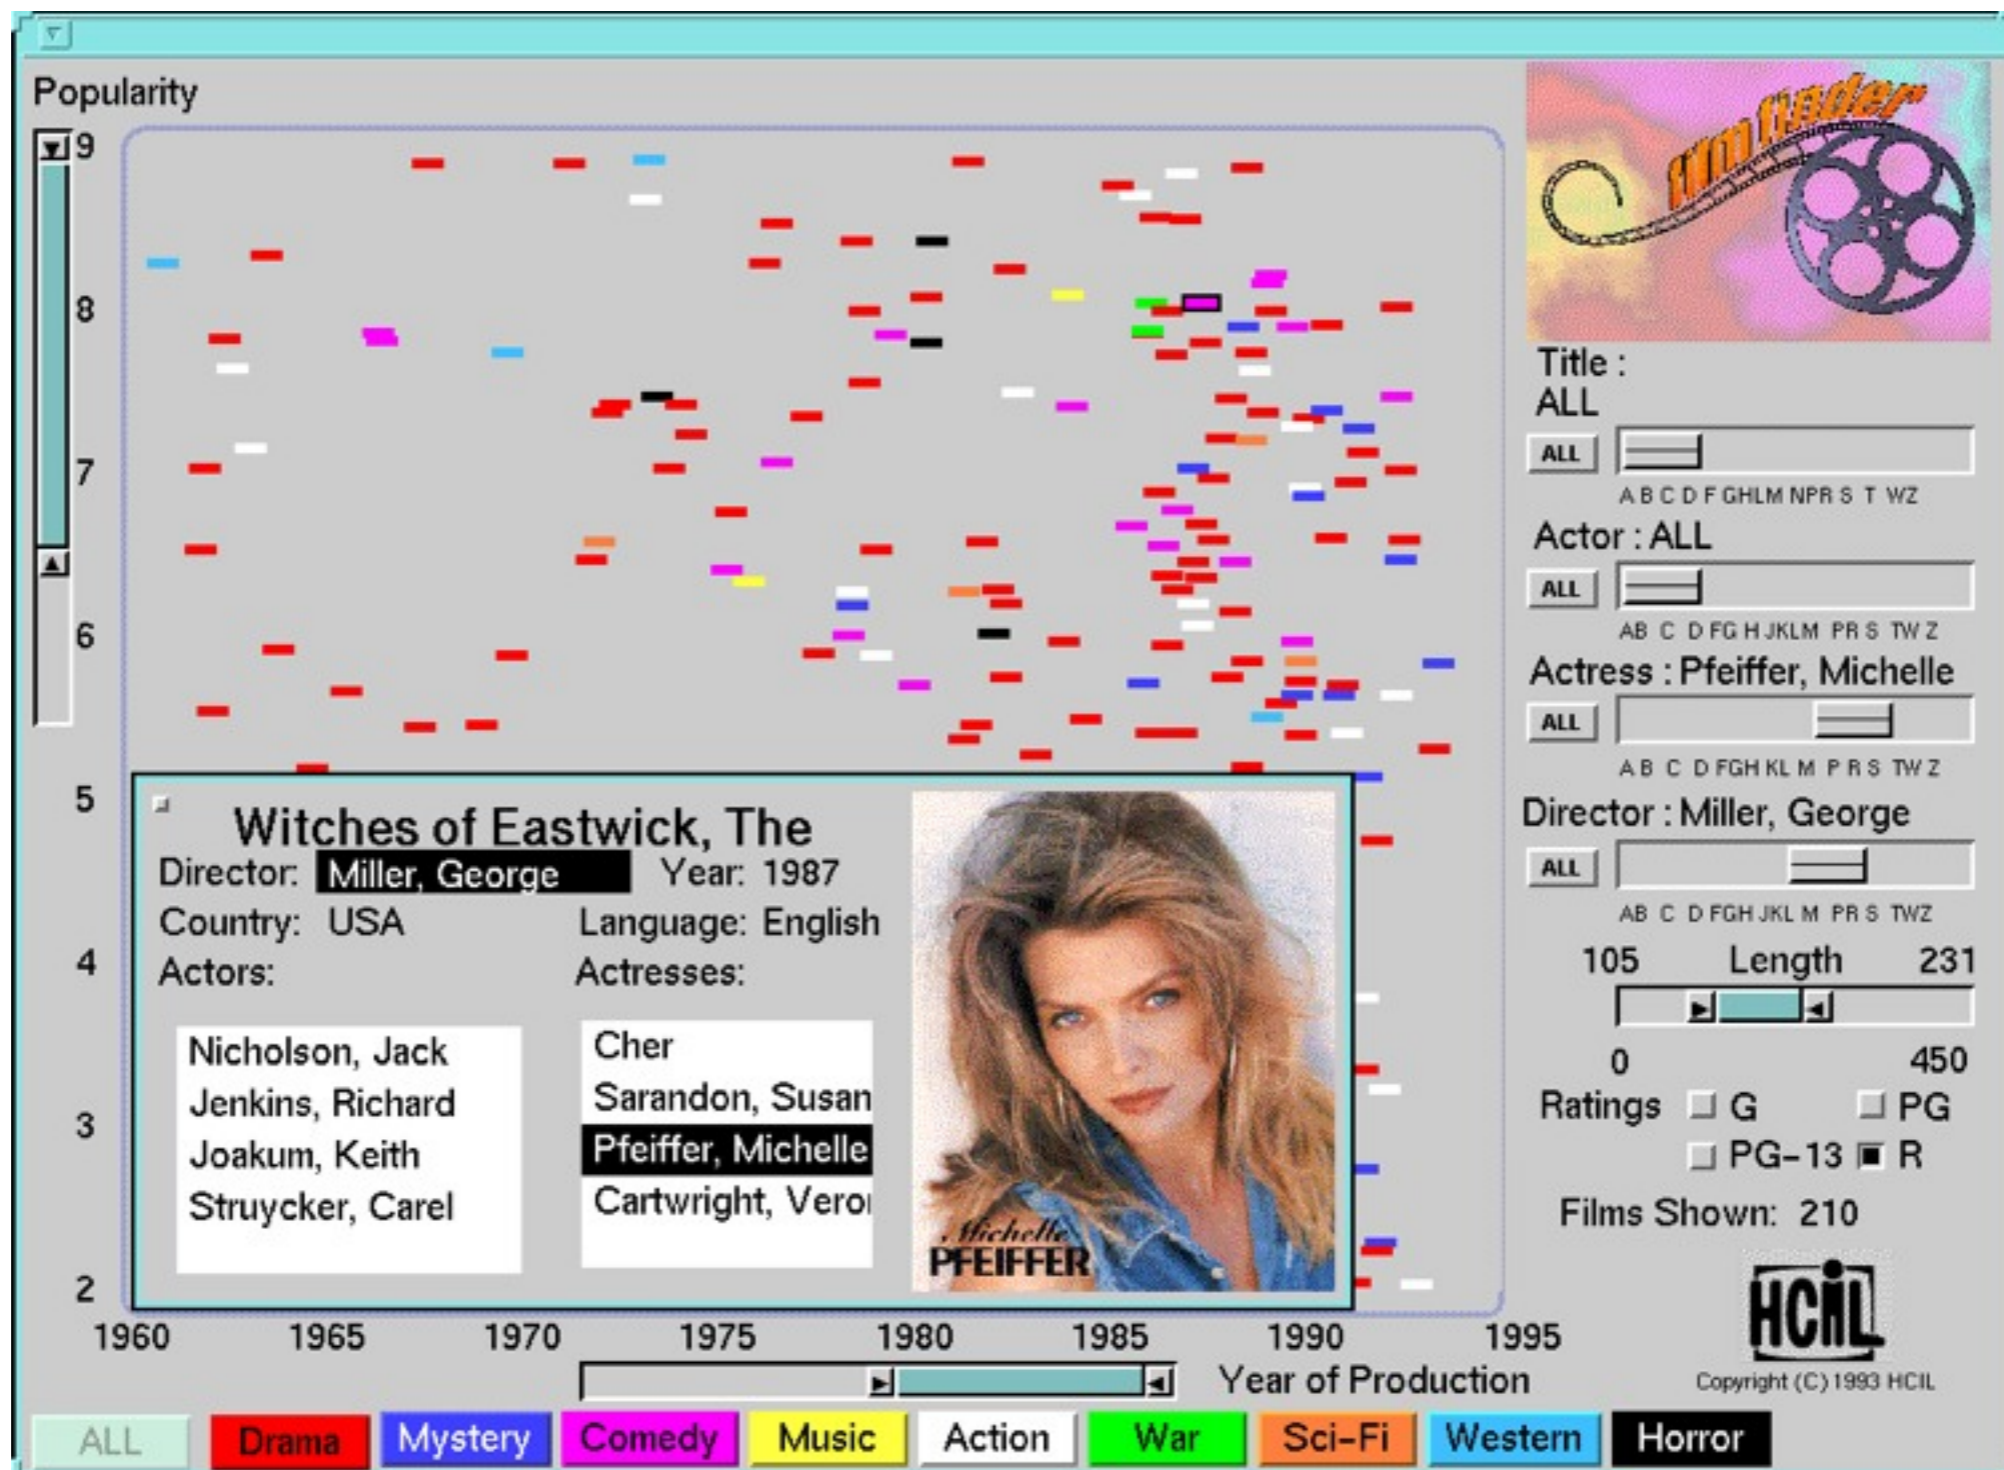 Popularity
film finder
9
8
7
6
5
4
3
2
1960 1965 1970 1975 1980 1985 1990 1995
Year of Production
Witches of Eastwick, The
Director: Miller, George Year: 1987
Country: USA Language: English
Actors: Actresses:
Nicholson, Jack
Jenkins, Richard
Joakum, Keith
Struycker, Carel
Cher
Sarandon, Susan
Pfeiffer, Michelle
Cartwright, Vero
Michelle
PFEIFFER
Title :
ALL
ALL
A B C D F GHLM NPR S T WZ
Actor : ALL
ALL
AB C D FG H JKLM PR S TW Z
Actress : Pfeiffer, Michelle
ALL
A B C D FGH KL M P R S TW Z
Director : Miller, George
ALL
AB C D FGH JKL M PR S TWZ
105 Length 231
0 450
Ratings G PG
PG-13 R
Films Shown: 210
HCIL
Copyright (C) 1993 HCIL
ALL Drama Mystery Comedy Music Action War Sci-Fi Western Horror